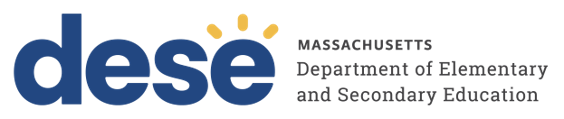 dese
MASSACHUSETTS
Department of Elementary
and Secondary Education